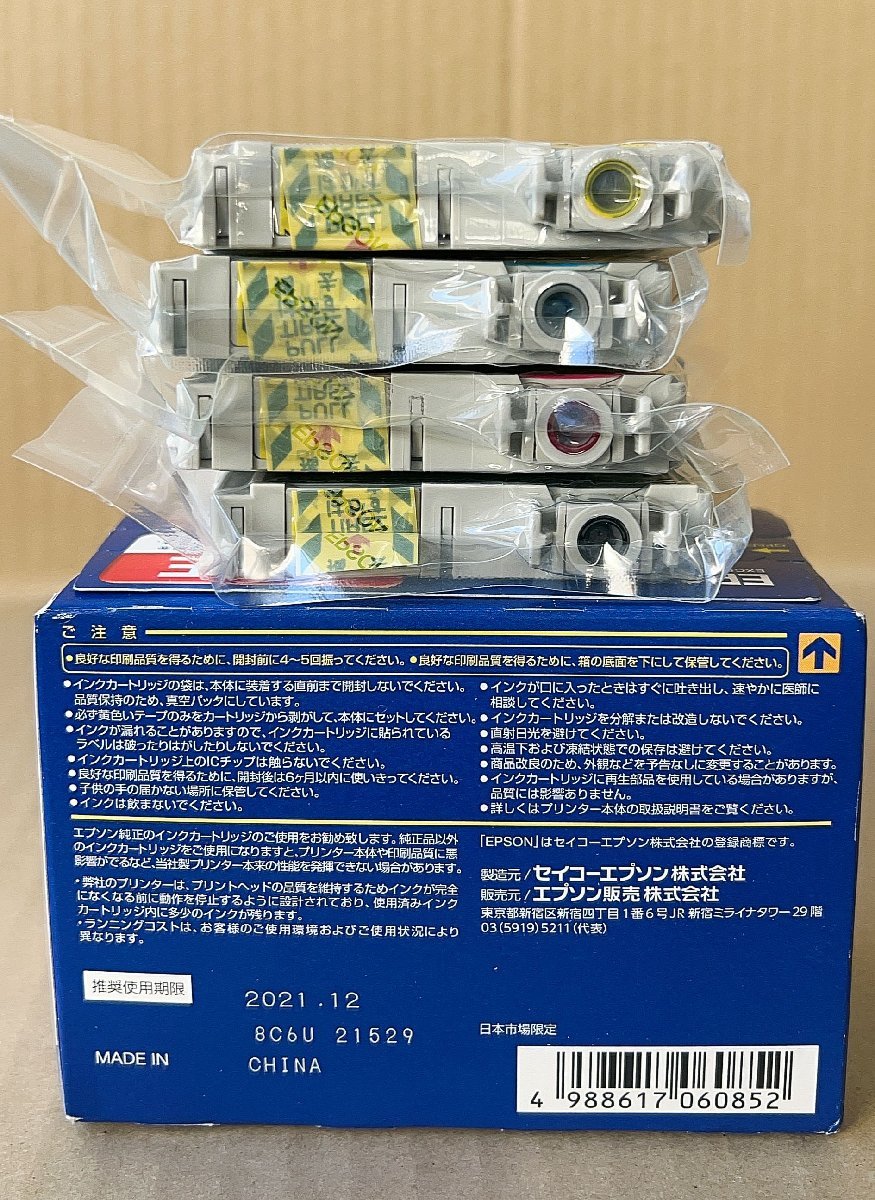 EPSON
PULL
FIRST
PULL
FIRST
PULL
EPSON
FIRST
EPSON
ご注意
●良好な印刷品質を得るために、開封前に4〜5回振ってください。●良好な印刷品質を得るために、箱の底面を下にして保管してください。
●インクカートリッジの袋は、本体に装着する直前まで開封しないでください。
品質保持のため、真空パックにしています。
●必ず黄色いテープのみをカートリッジから剥がして、本体にセットしてください。
●インクが漏れることがありますので、インクカートリッジに貼られている
ラベルは破ったりはがしたりしないでください。
●インクカートリッジ上のICチップは触らないでください。
●良好な印刷品質を得るために、開封後は6ヶ月以内に使いきってください。
●子供の手の届かない場所に保管してください。
●インクは飲まないでください。
●インクが口に入ったときはすぐに吐き出し、速やかに医師に
相談してください。
●インクカートリッジを分解または改造しないでください。
●直射日光を避けてください。
●高温下および凍結状態での保存は避けてください。
●商品改良のため、外観などを予告なしに変更することがあります。
●インクカートリッジに再生部品を使用している場合がありますが、
品質には影響ありません。
●詳しくはプリンター本体の取扱説明書をご覧ください。
エプソン純正のインクカートリッジのご使用をお勧め致します。純正品以外
のインクカートリッジをご使用になりますと、プリンター本体や印刷品質に悪
影響がでるなど、当社製プリンター本来の性能を発揮できない場合があります。
・弊社のプリンターは、プリントヘッドの品質を維持するためインクが完全
になくなる前に動作を停止するように設計されており、使用済みインク
カートリッジ内に多少のインクが残ります。
・ランニングコストは、お客様のご使用環境およびご使用状況により
異なります。
「EPSON」はセイコーエプソン株式会社の登録商標です。
製造元/セイコーエプソン株式会社
販売元/エプソン販売株式会社
東京都新宿区新宿四丁目1番6号JR新宿ミライナタワー29階
03(5919)5211(代表)
推奨使用期限
2021.12
8C6U 21529
MADE IN
CHINA
日本市場限定
4 988617 060852